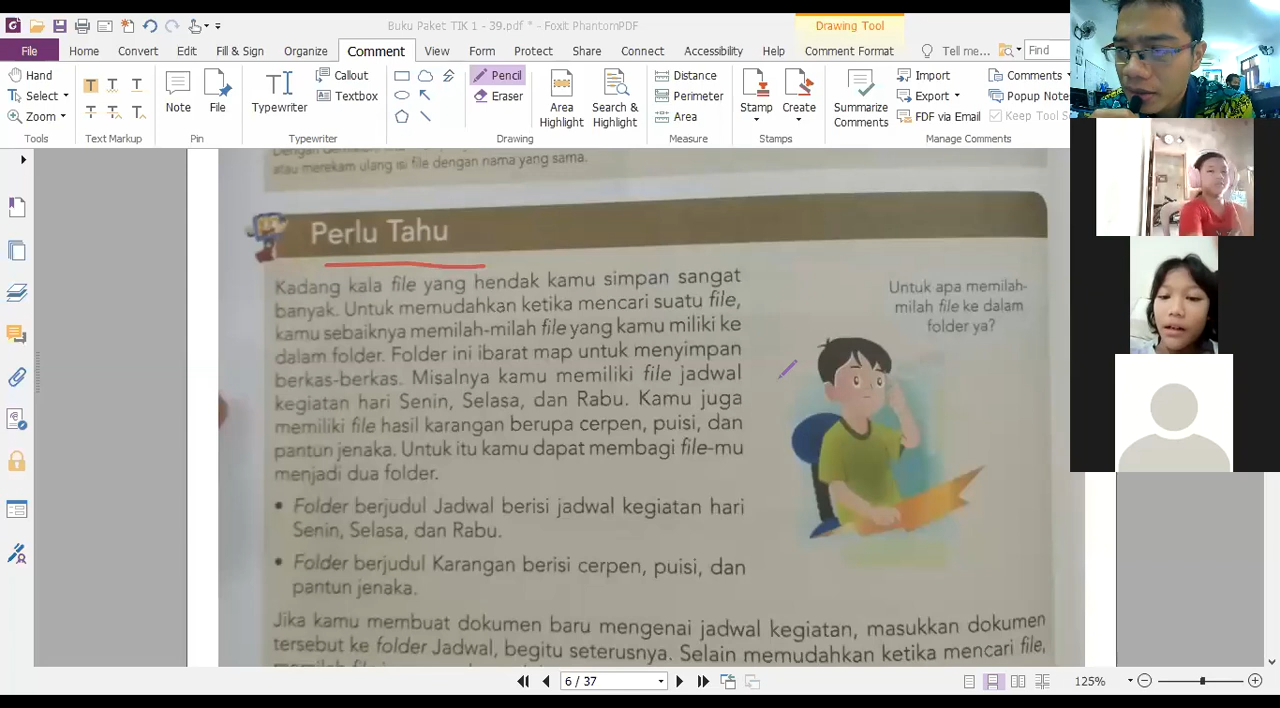 Buku Paket TIK 1 - 39.pdf * - Foxit PhantomPDF
Drawing Tool
File Home Comment Convert Edit Fill & Sign Organize View Form Protect Share Connect Accessibility Help Comment Format Tell me... Find
Hand
Select
Zoom
Tools
T T T
T T T
Text Markup
Note
File
Pin
Typewriter
Callout
Textbox
Typewriter
Pencil
Eraser
Drawing
Area
Highlight
Search &
Highlight
Distance
Perimeter
Area
Measure
Stamp
Create
Stamps
Summarize
Comments
Import
Export
FDF via Email
Comments
Popup Note
Keep Tool S
Manage Comments
atau merekam ulang isi file dengan nama yang sama.
Perlu Tahu
Kadang kala file yang hendak kamu simpan sangat
banyak. Untuk memudahkan ketika mencari suatu file,
kamu sebaiknya memilah-milah file yang kamu miliki ke
dalam folder. Folder ini ibarat map untuk menyimpan
berkas-berkas. Misalnya kamu memiliki file jadwal
kegiatan hari Senin, Selasa, dan Rabu. Kamu juga
memiliki file hasil karangan berupa cerpen, puisi, dan
pantun jenaka. Untuk itu kamu dapat membagi file-mu
menjadi dua folder.
• Folder berjudul Jadwal berisi jadwal kegiatan hari
Senin, Selasa, dan Rabu.
• Folder berjudul Karangan berisi cerpen, puisi, dan
pantun jenaka.
Untuk apa memilah-
milah file ke dalam
folder ya?
Jika kamu membuat dokumen baru mengenai jadwal kegiatan, masukkan dokumen
tersebut ke folder Jadwal, begitu seterusnya. Selain memudahkan ketika mencari file,
6 / 37
125%